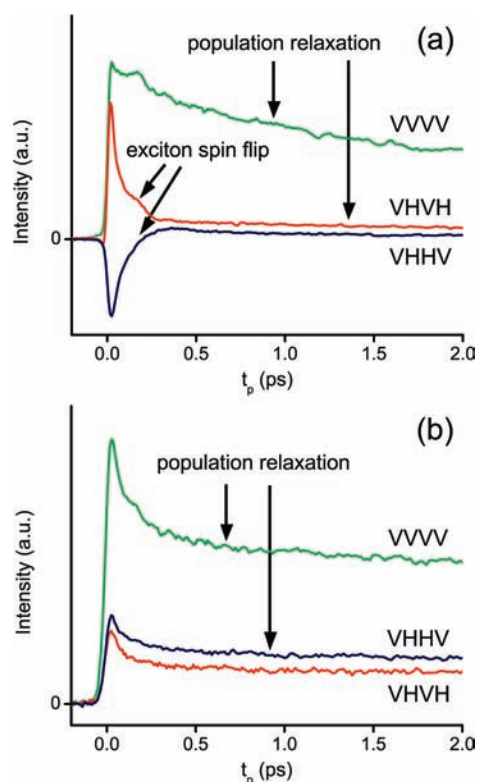 (a)
population relaxation
VVVV
exciton spin flip
VHVH
VHHV
Intensity (a.u.)
0
0.0 0.5 1.0 1.5 2.0
t_p (ps)
(b)
population relaxation
VVVV
VHHV
VHVH
Intensity (a.u.)
0
0.0 0.5 1.0 1.5 2.0
t_p (ps)